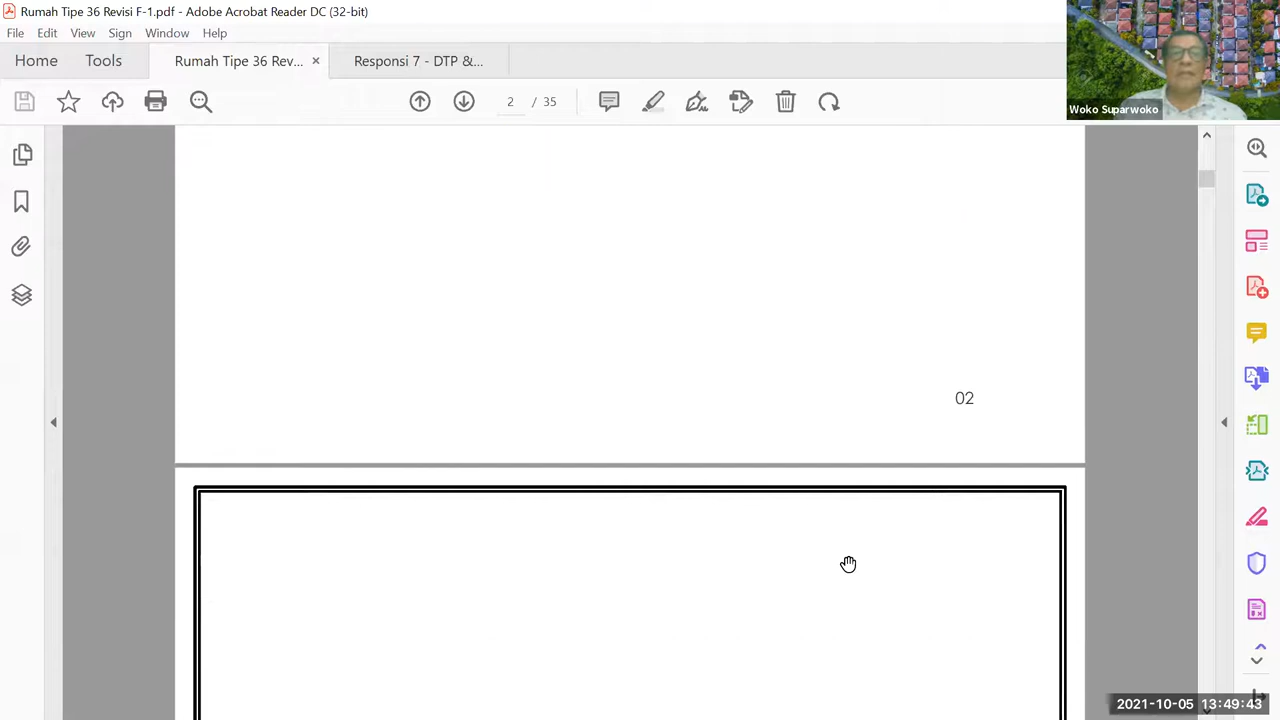 Rumah Tipe 36 Revisi F-1.pdf - Adobe Acrobat Reader DC (32-bit)
File Edit View Sign Window Help
Home Tools Rumah Tipe 36 Rev... × Responsi 7 - DTP &...
2 / 35
Woko Suparwoko
02
2021-10-05 13:49:43